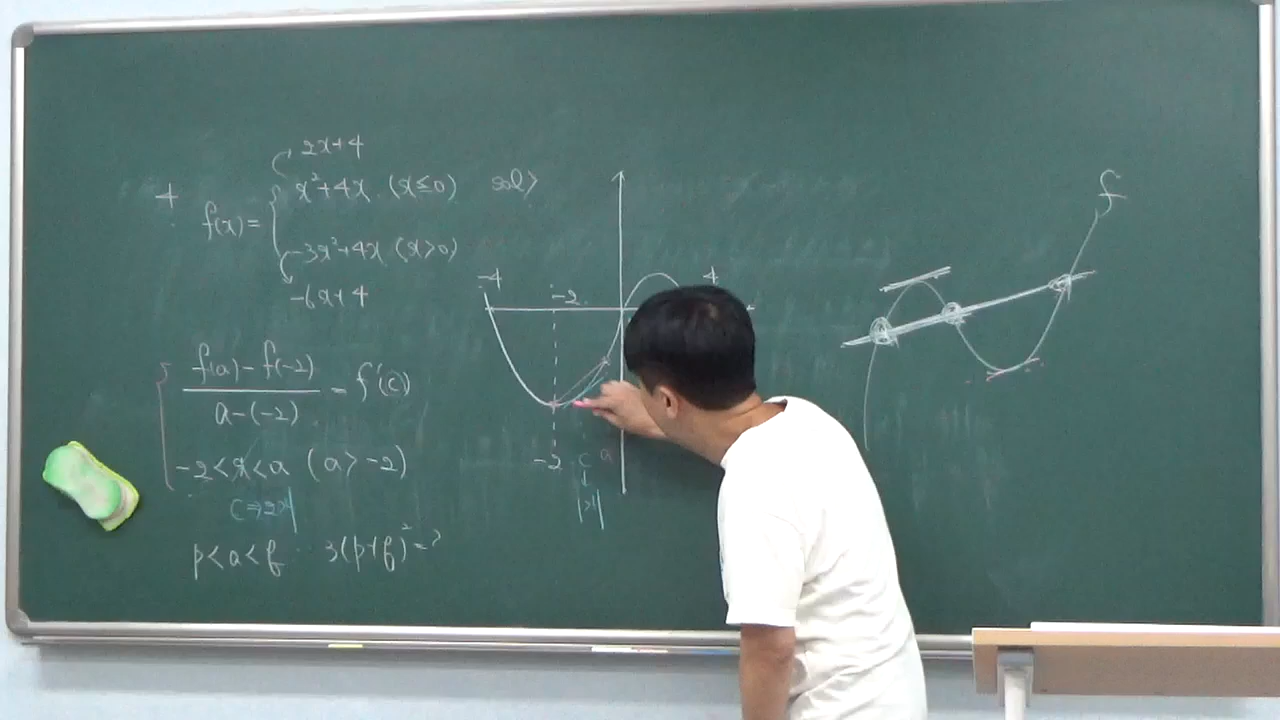 2x+4
4. f(x)= { x²+4x (x≤0) sol>
-3x²+4x (x>0)
-6x+4
f(a)-f(-2) / a-(-2) = f'(c)
-2<x<a (a>-2)
p<a<q 3(p+q)²=?
-4 -2 4
-2 c a
f